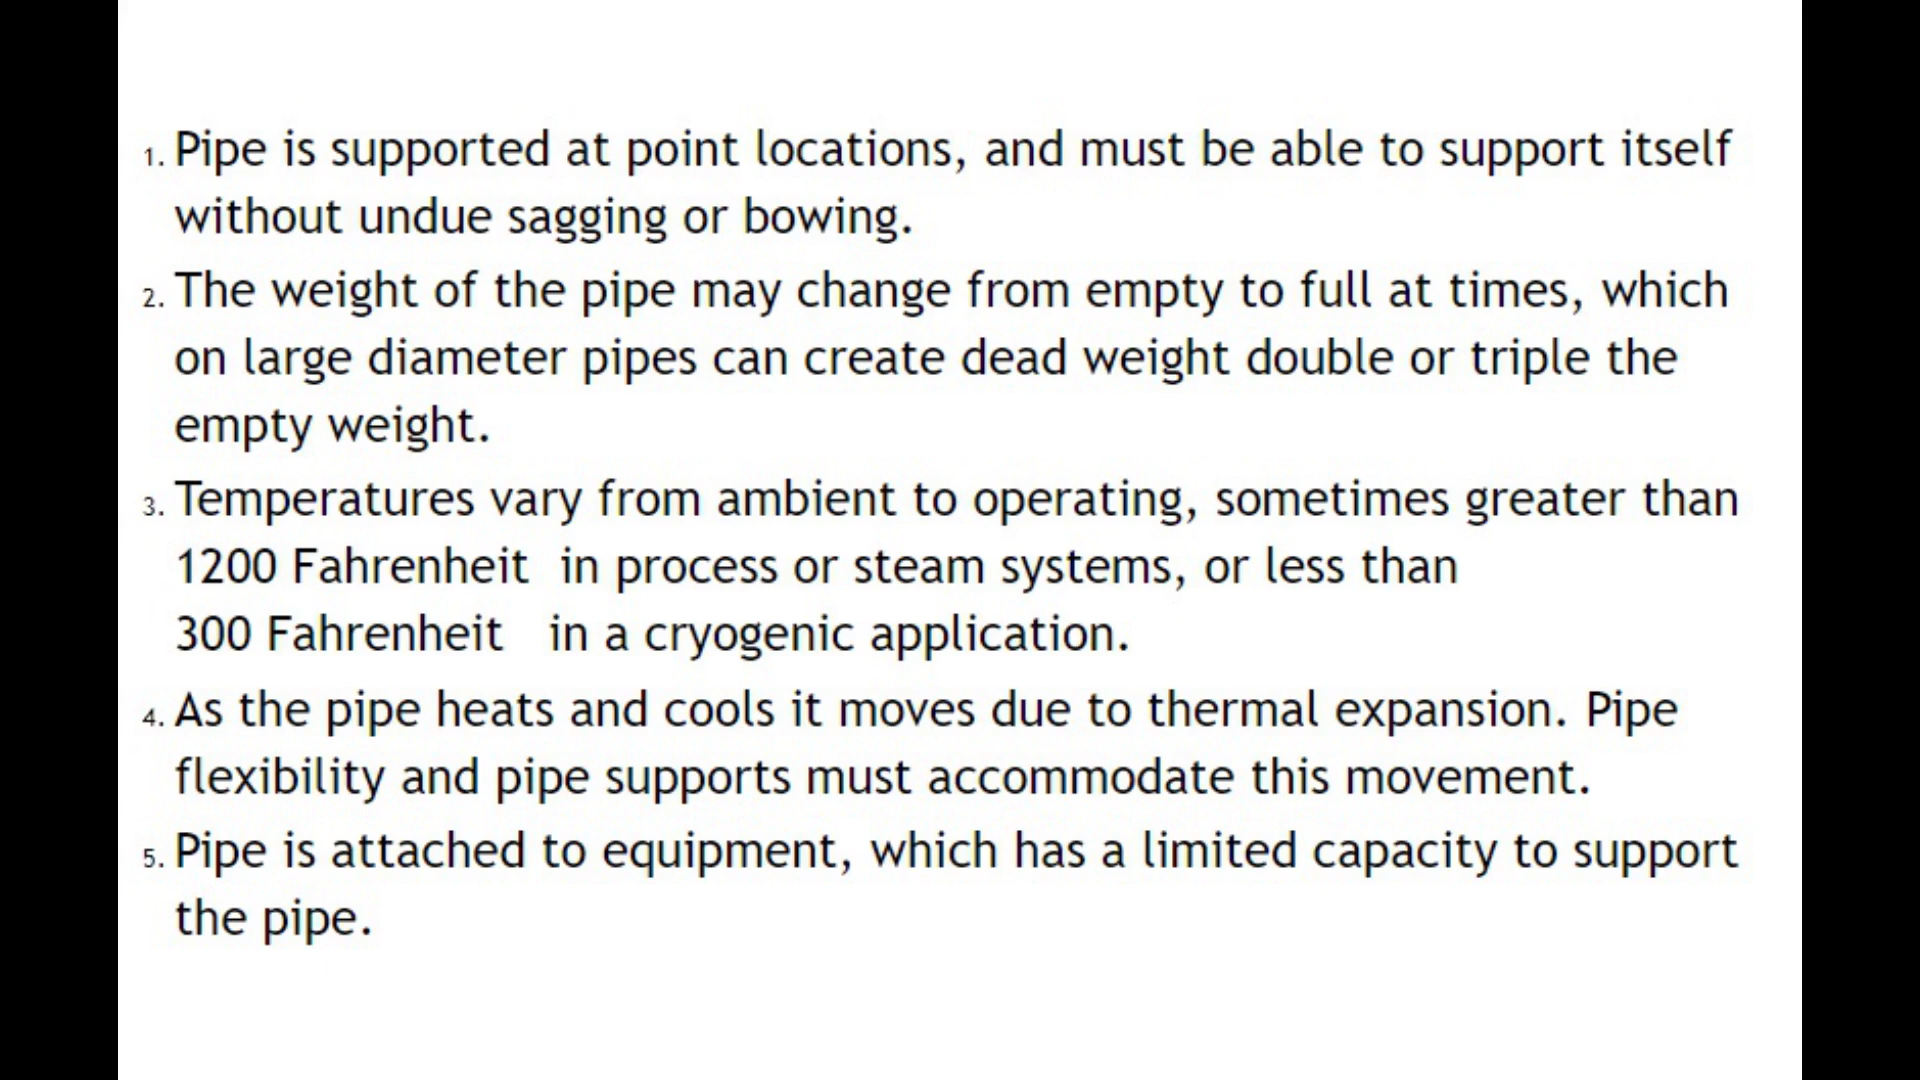 1. Pipe is supported at point locations, and must be able to support itself
without undue sagging or bowing.
2. The weight of the pipe may change from empty to full at times, which
on large diameter pipes can create dead weight double or triple the
empty weight.
3. Temperatures vary from ambient to operating, sometimes greater than
1200 Fahrenheit in process or steam systems, or less than
300 Fahrenheit in a cryogenic application.
4. As the pipe heats and cools it moves due to thermal expansion. Pipe
flexibility and pipe supports must accommodate this movement.
5. Pipe is attached to equipment, which has a limited capacity to support
the pipe.